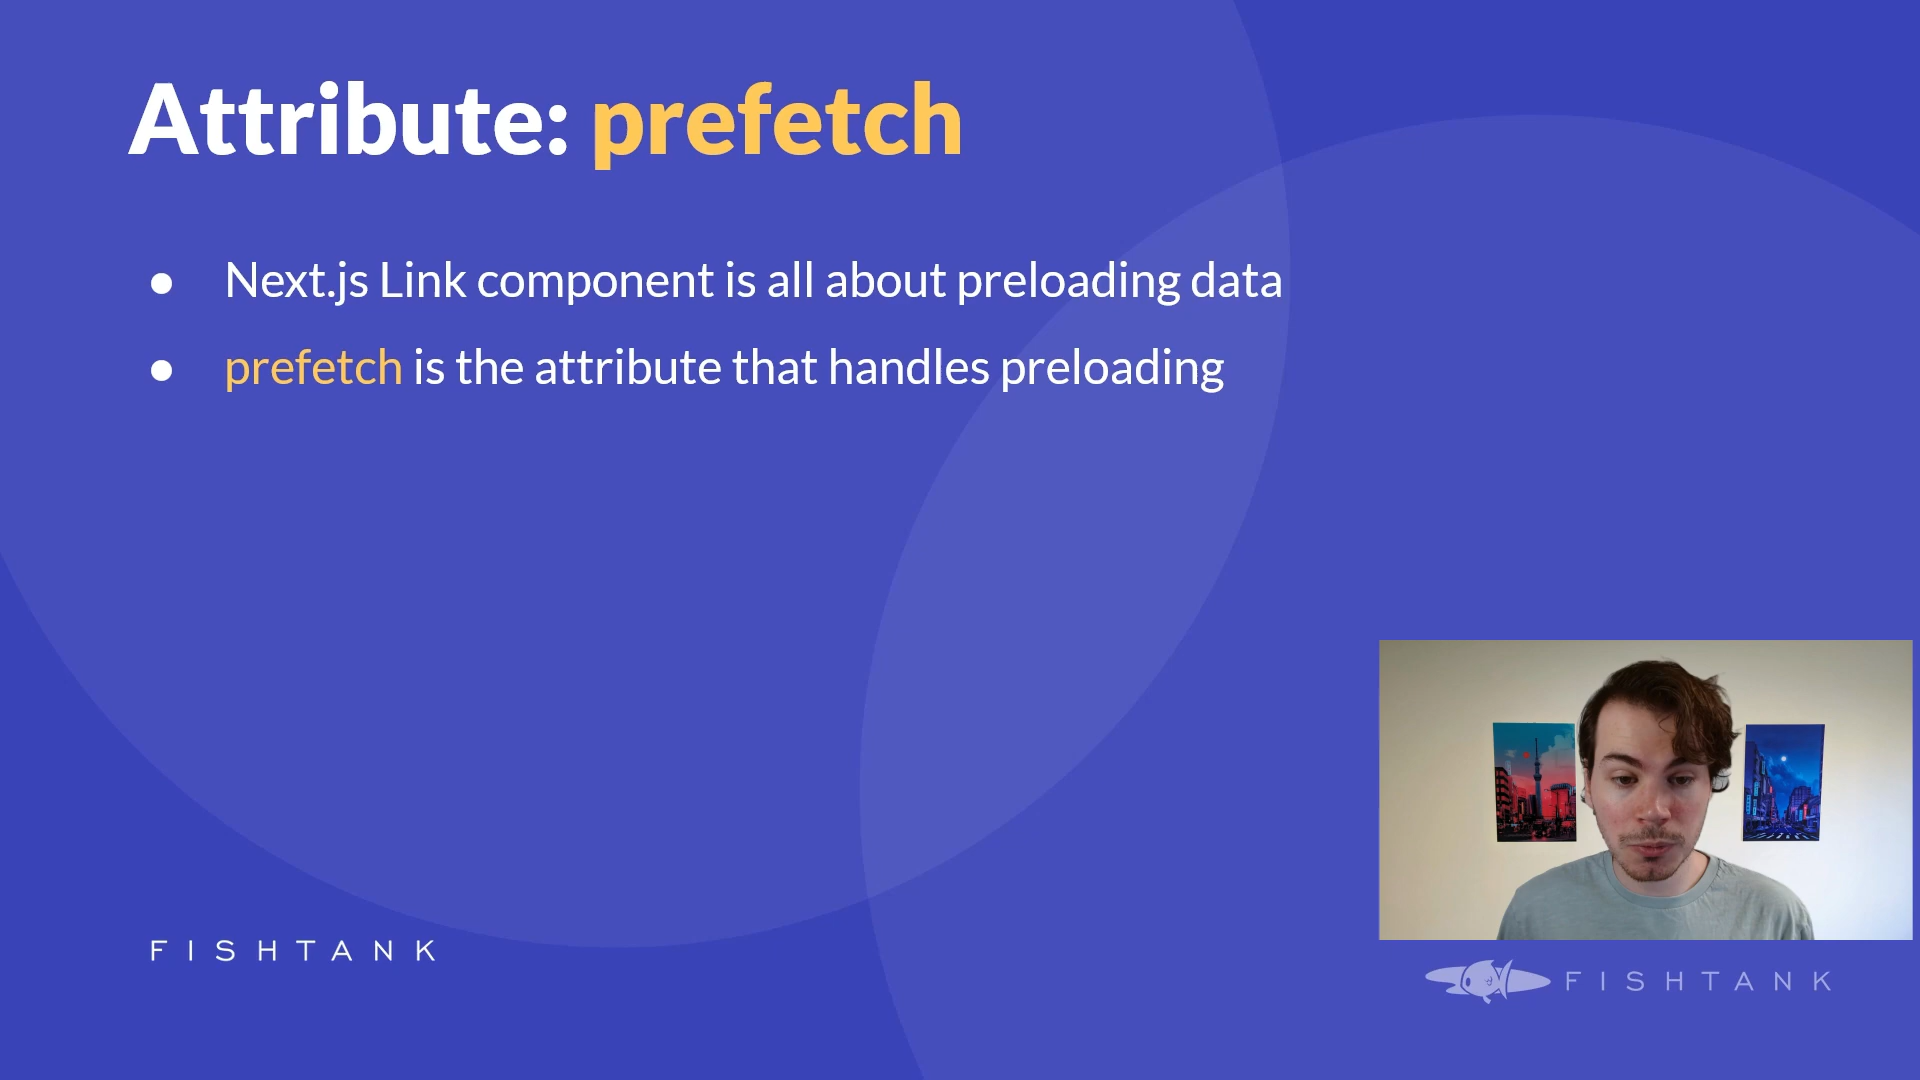 Attribute: prefetch
● Next.js Link component is all about preloading data
● prefetch is the attribute that handles preloading
FISHTANK
FISHTANK